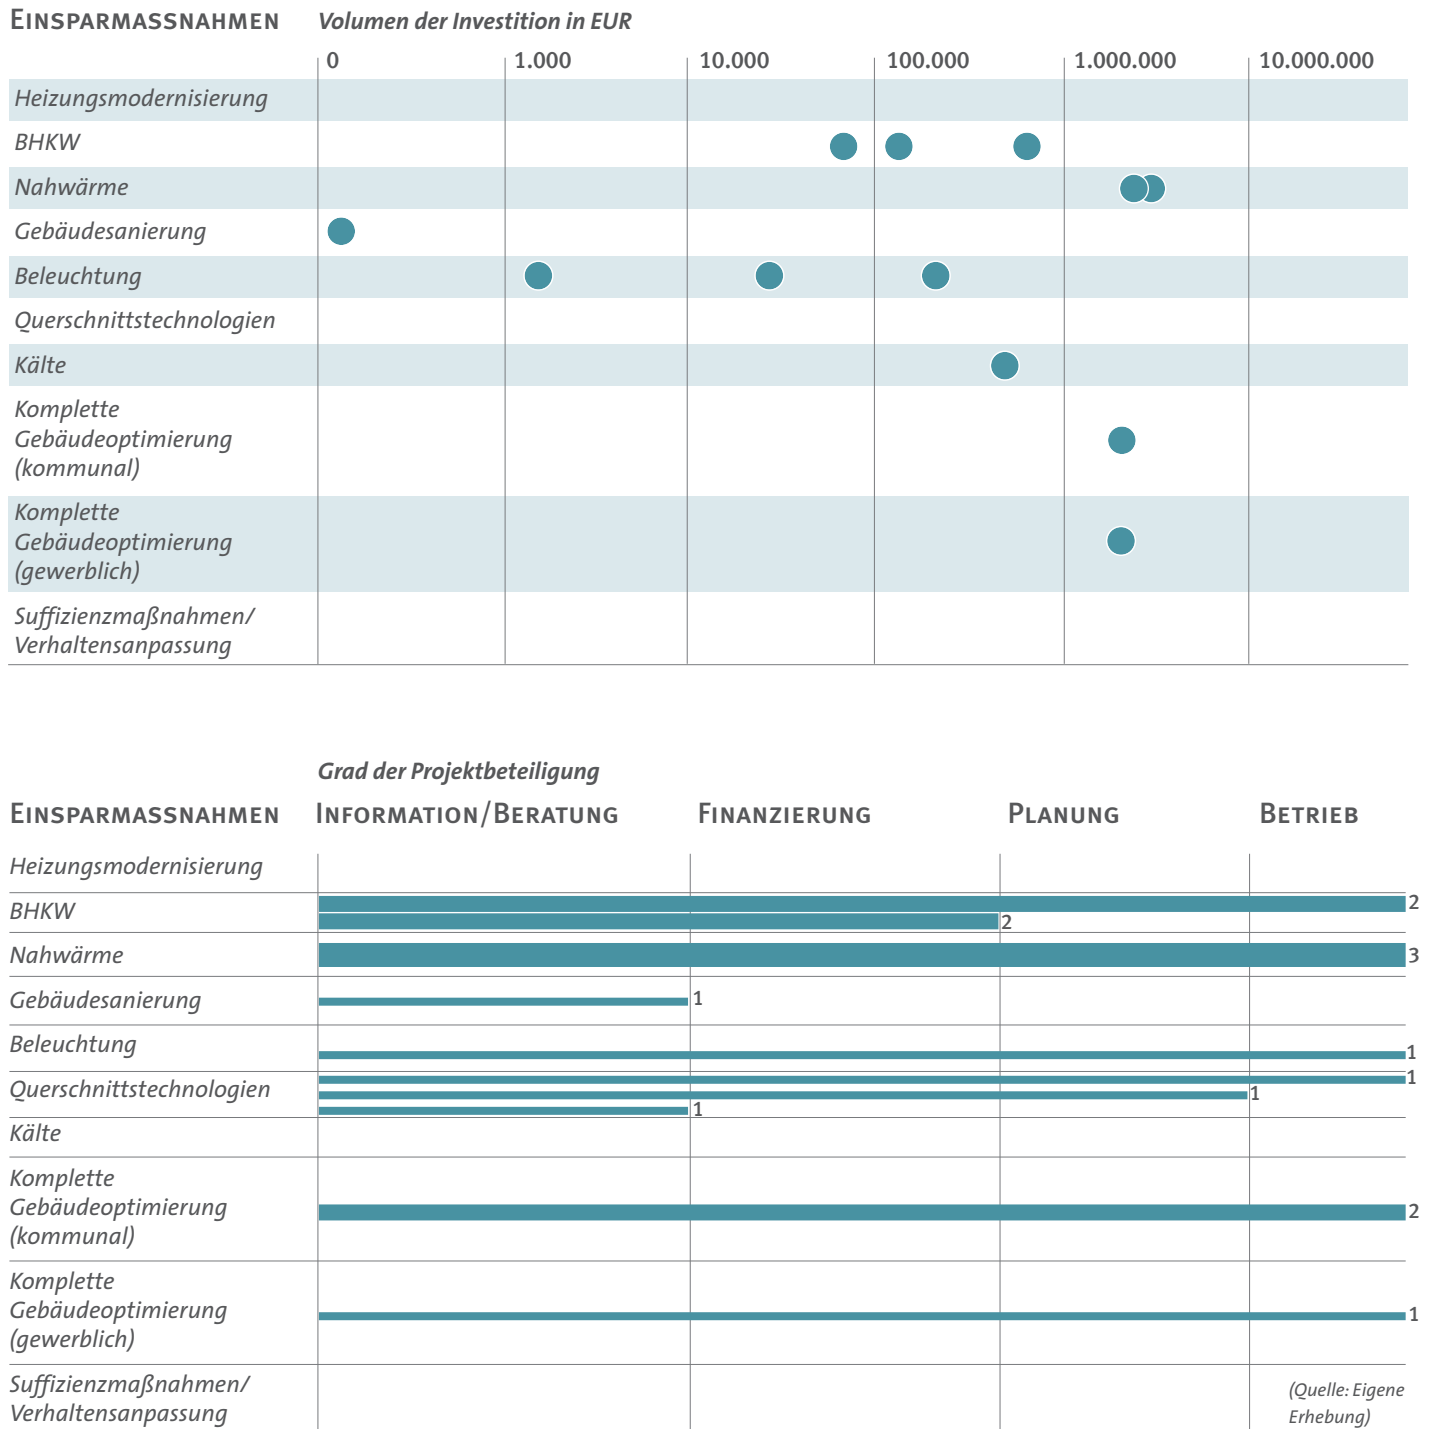 EINSPARMASSNAHMEN Volumen der Investition in EUR
0 1.000 10.000 100.000 1.000.000 10.000.000
Heizungsmodernisierung
BHKW
Nahwärme
Gebäudesanierung
Beleuchtung
Querschnittstechnologien
Kälte
Komplette
Gebäudeoptimierung
(kommunal)
Komplette
Gebäudeoptimierung
(gewerblich)
Suffizienzmaßnahmen/
Verhaltensanpassung
Grad der Projektbeteiligung
EINSPARMASSNAHMEN INFORMATION/BERATUNG FINANZIERUNG PLANUNG BETRIEB
Heizungsmodernisierung
BHKW 2
2
Nahwärme 3
Gebäudesanierung 1
Beleuchtung 1
Querschnittstechnologien 1
1
1
Kälte
Komplette
Gebäudeoptimierung 2
(kommunal)
Komplette
Gebäudeoptimierung 1
(gewerblich)
Suffizienzmaßnahmen/ (Quelle: Eigene
Verhaltensanpassung Erhebung)